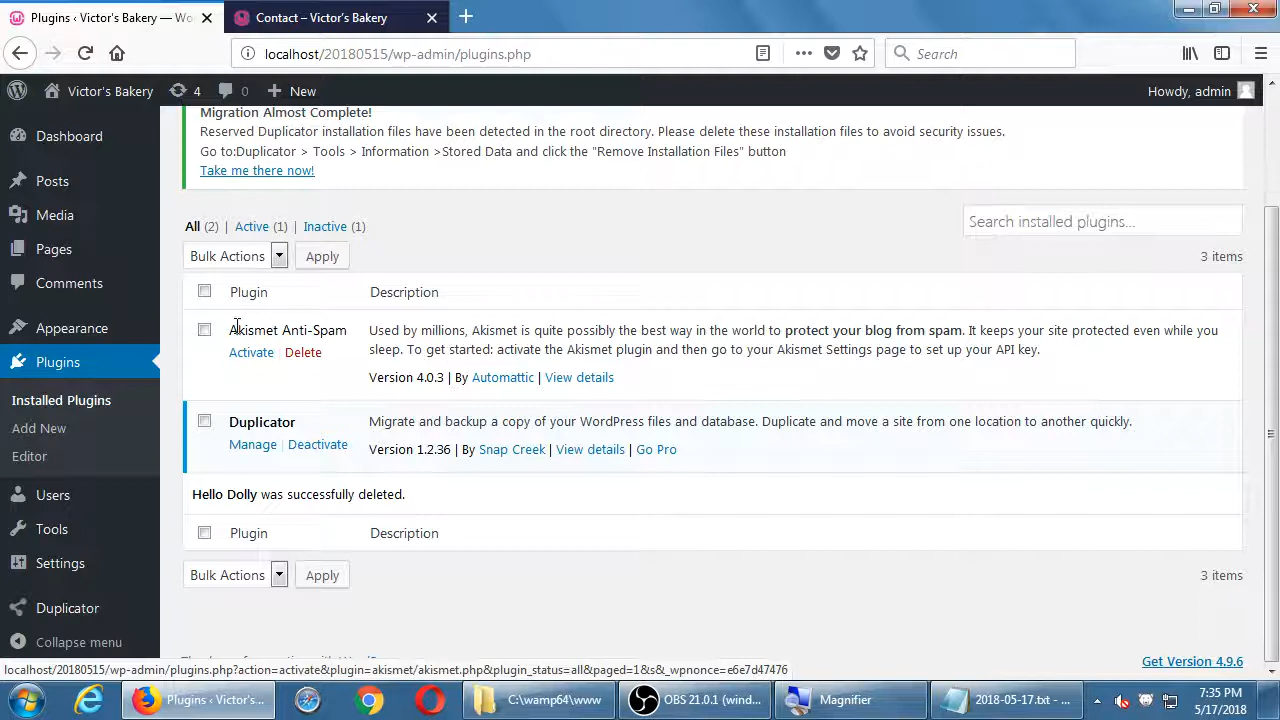 Plugins ‹ Victor's Bakery — Wo
Contact – Victor's Bakery
localhost/20180515/wp-admin/plugins.php
Search
Victor's Bakery
4
0
New
Howdy, admin
Dashboard
Posts
Media
Pages
Comments
Appearance
Plugins
Installed Plugins
Add New
Editor
Users
Tools
Settings
Duplicator
Collapse menu
Migration Almost Complete!
Reserved Duplicator installation files have been detected in the root directory. Please delete these installation files to avoid security issues.
Go to:Duplicator > Tools > Information >Stored Data and click the "Remove Installation Files" button
Take me there now!
All (2) | Active (1) | Inactive (1)
Search installed plugins...
Bulk Actions
Apply
3 items
Plugin
Description
Akismet Anti-Spam
Activate | Delete
Used by millions, Akismet is quite possibly the best way in the world to protect your blog from spam. It keeps your site protected even while you
sleep. To get started: activate the Akismet plugin and then go to your Akismet Settings page to set up your API key.
Version 4.0.3 | By Automattic | View details
Duplicator
Manage | Deactivate
Migrate and backup a copy of your WordPress files and database. Duplicate and move a site from one location to another quickly.
Version 1.2.36 | By Snap Creek | View details | Go Pro
Hello Dolly was successfully deleted.
Plugin
Description
Bulk Actions
Apply
3 items
Get Version 4.9.6
localhost/20180515/wp-admin/plugins.php?action=activate&plugin=akismet/akismet.php&plugin_status=all&paged=1&s&_wpnonce=e6e7d47476
Plugins ‹ Victor's...
C:\wamp64\www
OBS 21.0.1 (wind...
Magnifier
2018-05-17.txt - ...
7:35 PM
5/17/2018